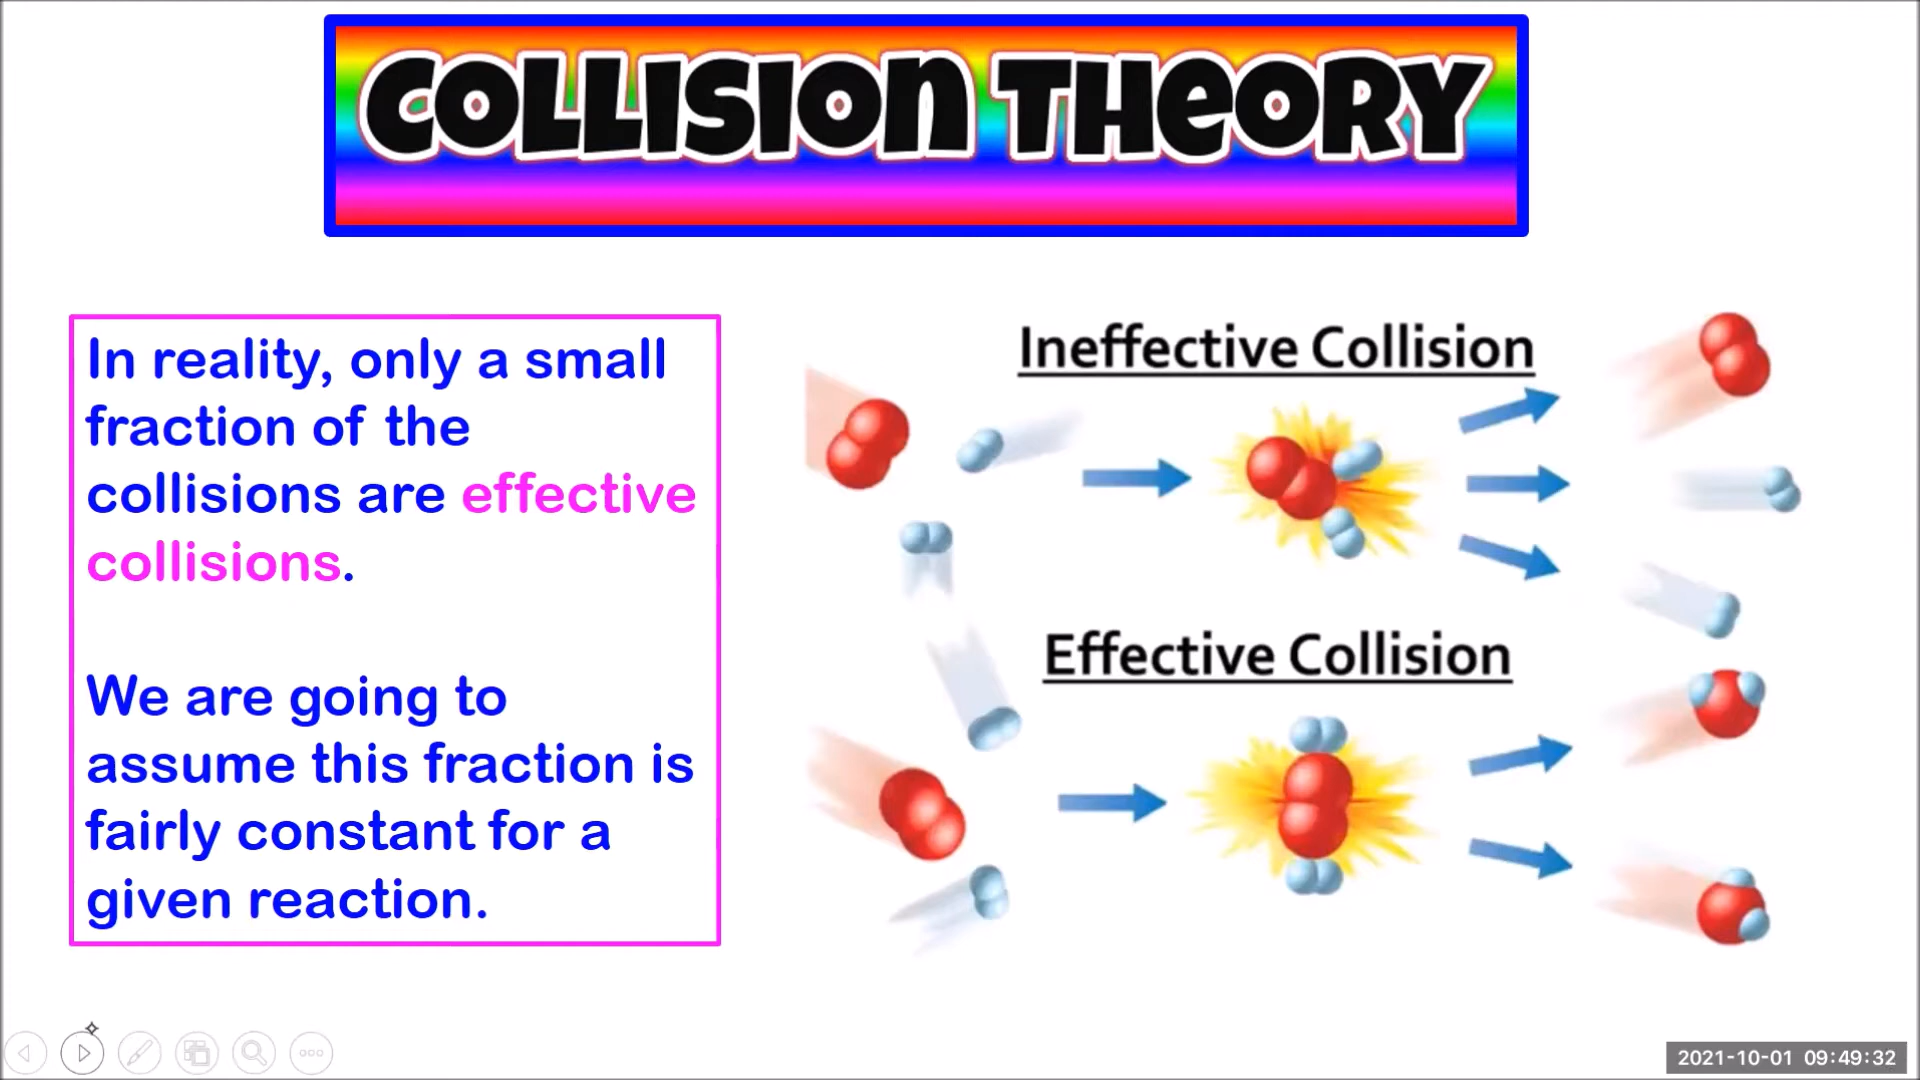 COLLISION THEORY
In reality, only a small
fraction of the
collisions are effective
collisions.
We are going to
assume this fraction is
fairly constant for a
given reaction.
Ineffective Collision
Effective Collision
2021-10-01 09:49:32